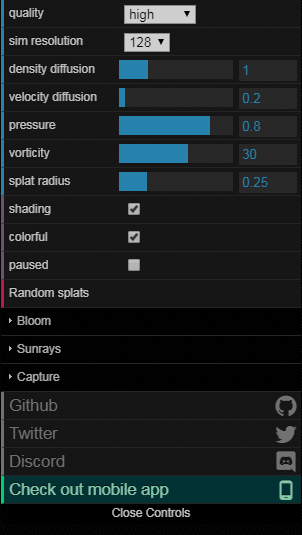 quality high
sim resolution 128
density diffusion 1
velocity diffusion 0.2
pressure 0.8
vorticity 30
splat radius 0.25
shading
colorful
paused
Random splats
Bloom
Sunrays
Capture
Github
Twitter
Discord
Check out mobile app
Close Controls